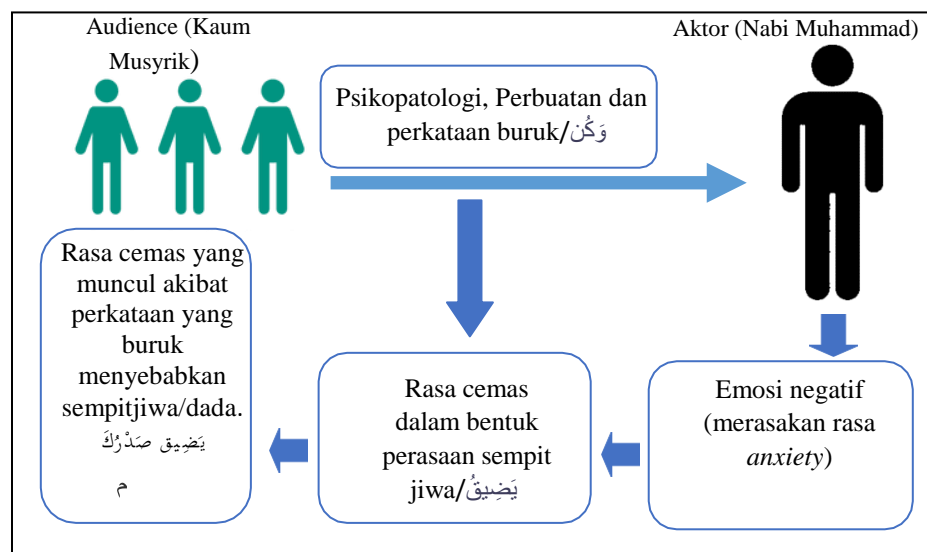 Audience (Kaum
Musyrik)
Aktor (Nabi Muhammad)
Psikopatologi, Perbuatan dan
perkataan buruk/وَكُن
Rasa cemas yang
muncul akibat
perkataan yang
buruk
menyebabkan
sempitjiwa/dada.
يَضِيق صَدْرُكَ
م
Rasa cemas
dalam bentuk
perasaan sempit
jiwa/يَضِيقُ
Emosi negatif
(merasakan rasa
anxiety)